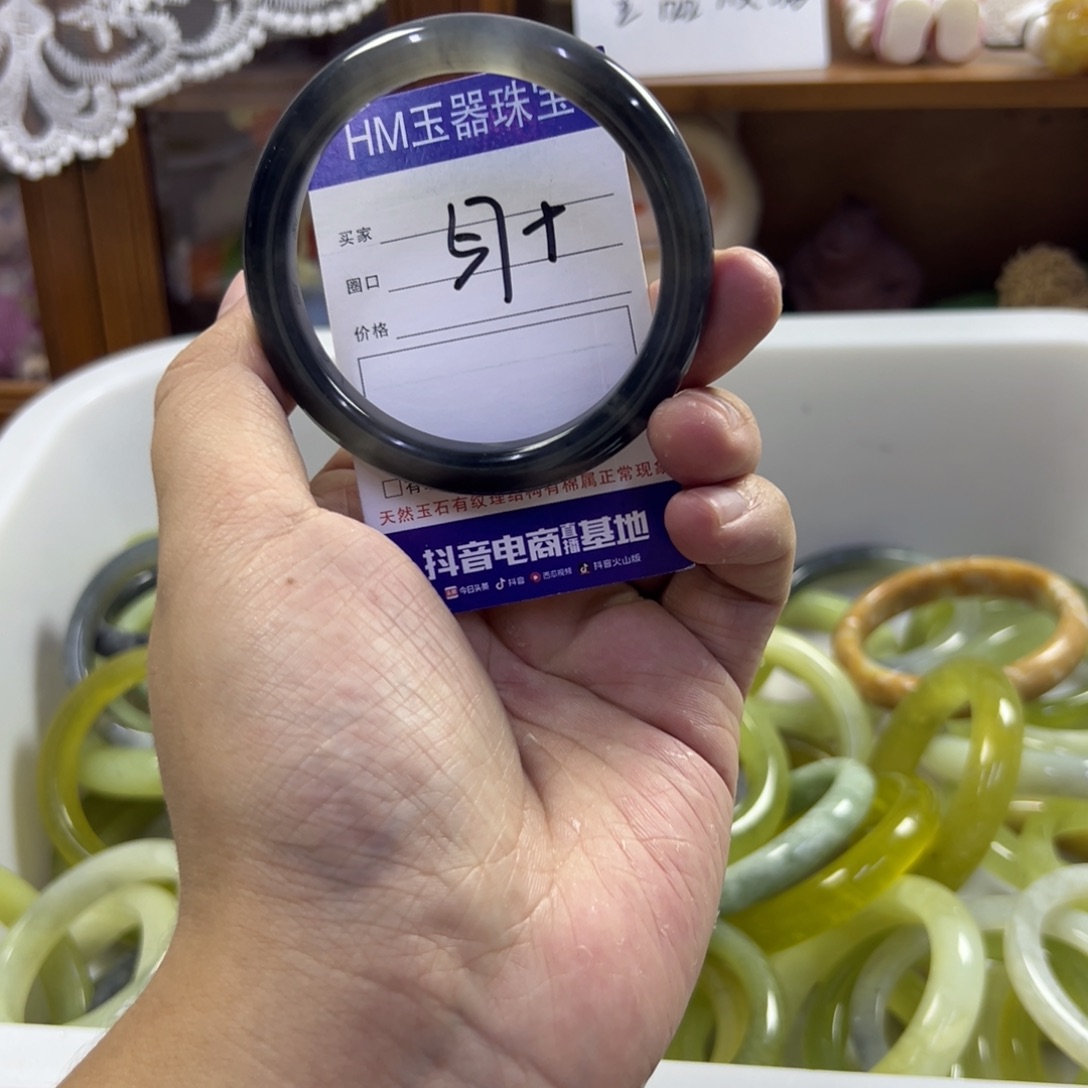 HM玉器珠宝
买家
圈口
价格
天然玉石有纹理结构有棉属正常现象
抖音电商直播基地
今日头条 抖音 西瓜视频 抖音火山版